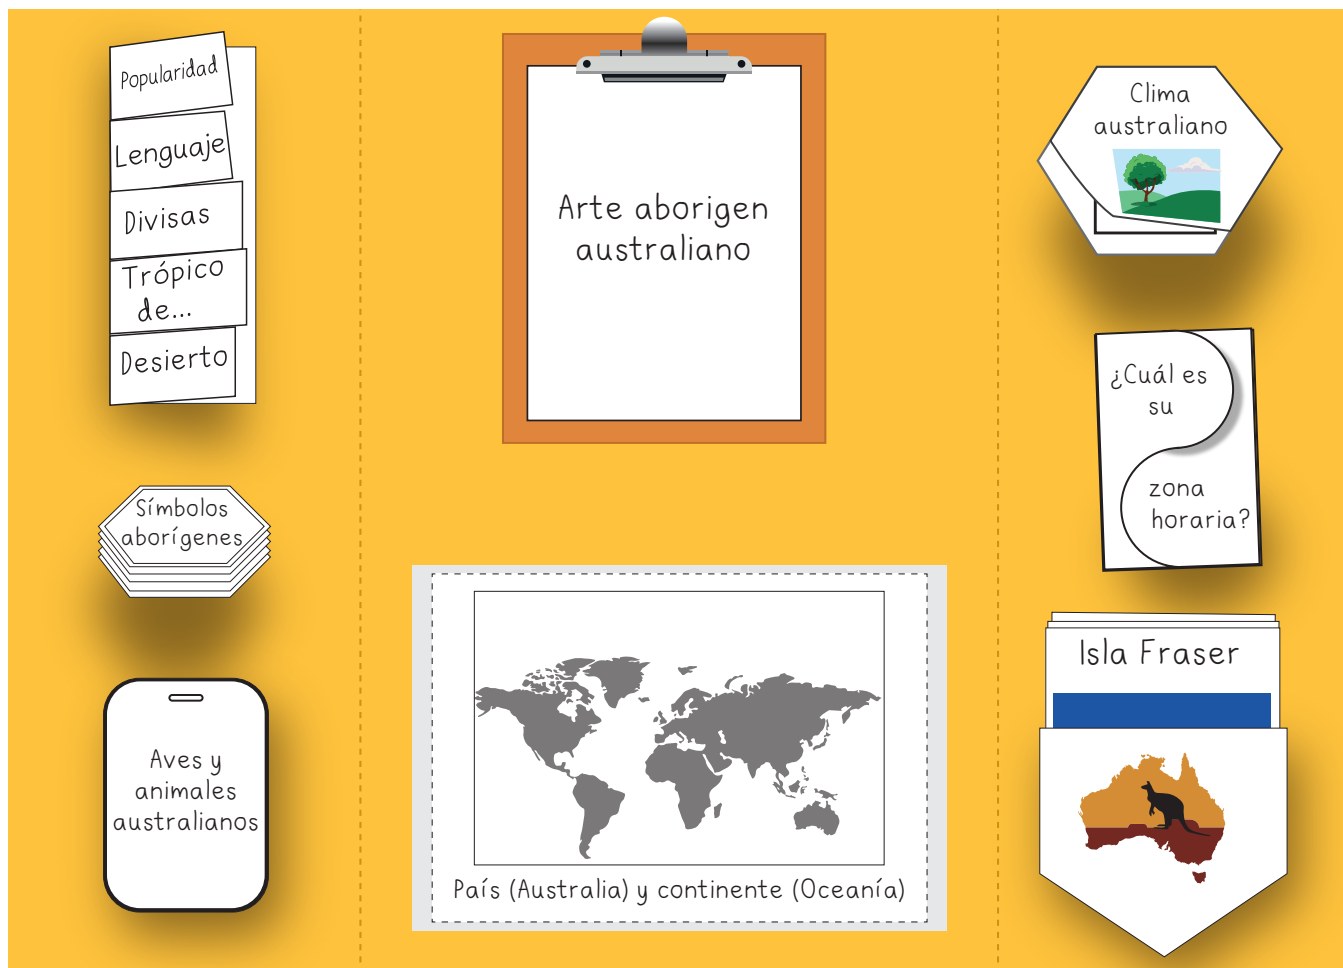 Popularidad
Lenguaje
Divisas
Trópico
de...
Desierto
Símbolos
aborígenes
Aves y
animales
australianos
Arte aborigen
australiano
País (Australia) y continente (Oceanía)
Clima
australiano
¿Cuál es
su
zona
horaria?
Isla Fraser